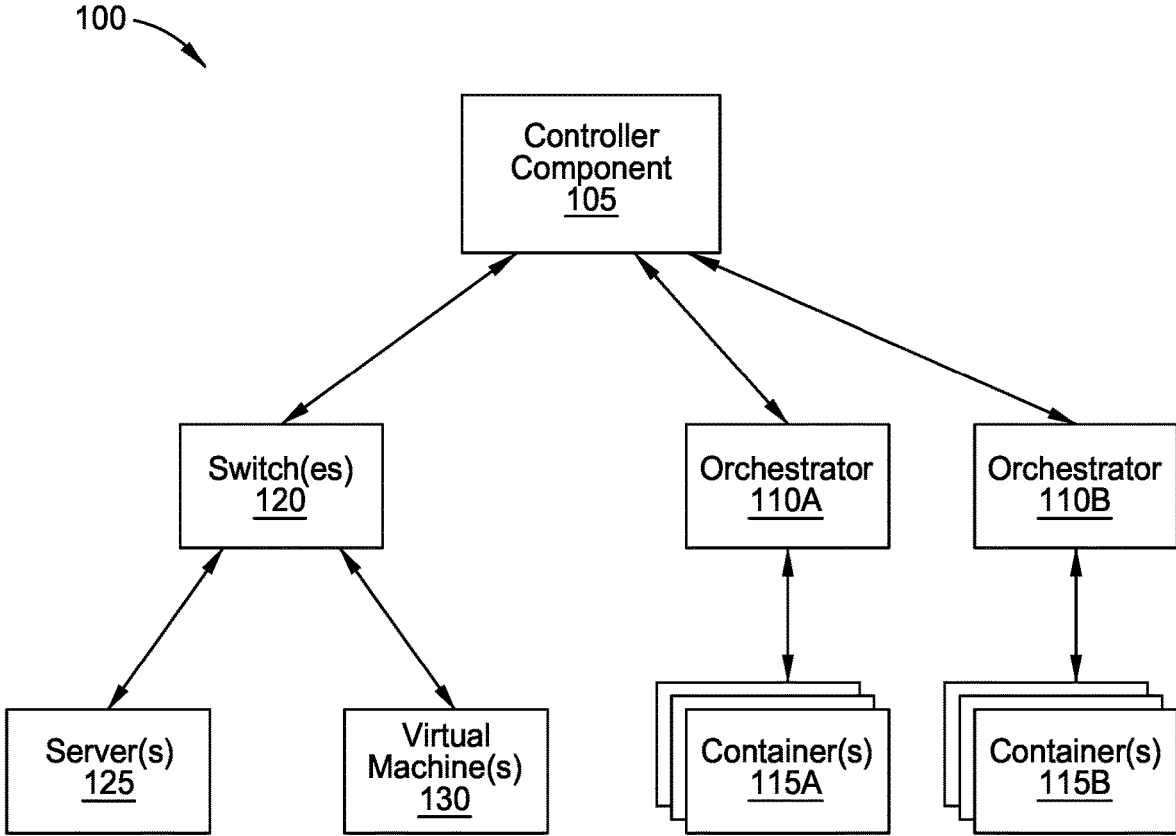 100
Controller
Component
105
Switch(es)
120
Orchestrator
110A
Orchestrator
110B
Server(s)
125
Virtual
Machine(s)
130
Container(s)
115A
Container(s)
115B